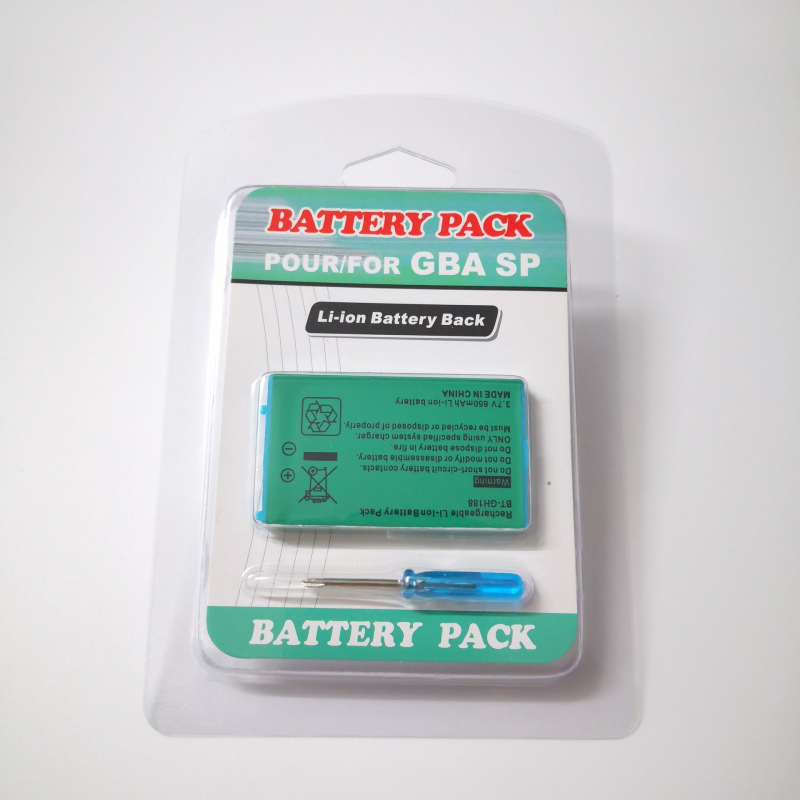 BATTERY PACK
POUR/FOR GBA SP
Li-ion Battery Back
Rechargeable Li-ionBattery Pack
BT-GH188
Warning
Do not short-circuit battery contacts.
Do not modify or disassemble battery.
Do not dispose battery in fire.
ONLY using specified system charger.
Must be recycled or disposed of properly.
3.7V 850mAh Li-ion battery
MADE IN CHINA
BATTERY PACK